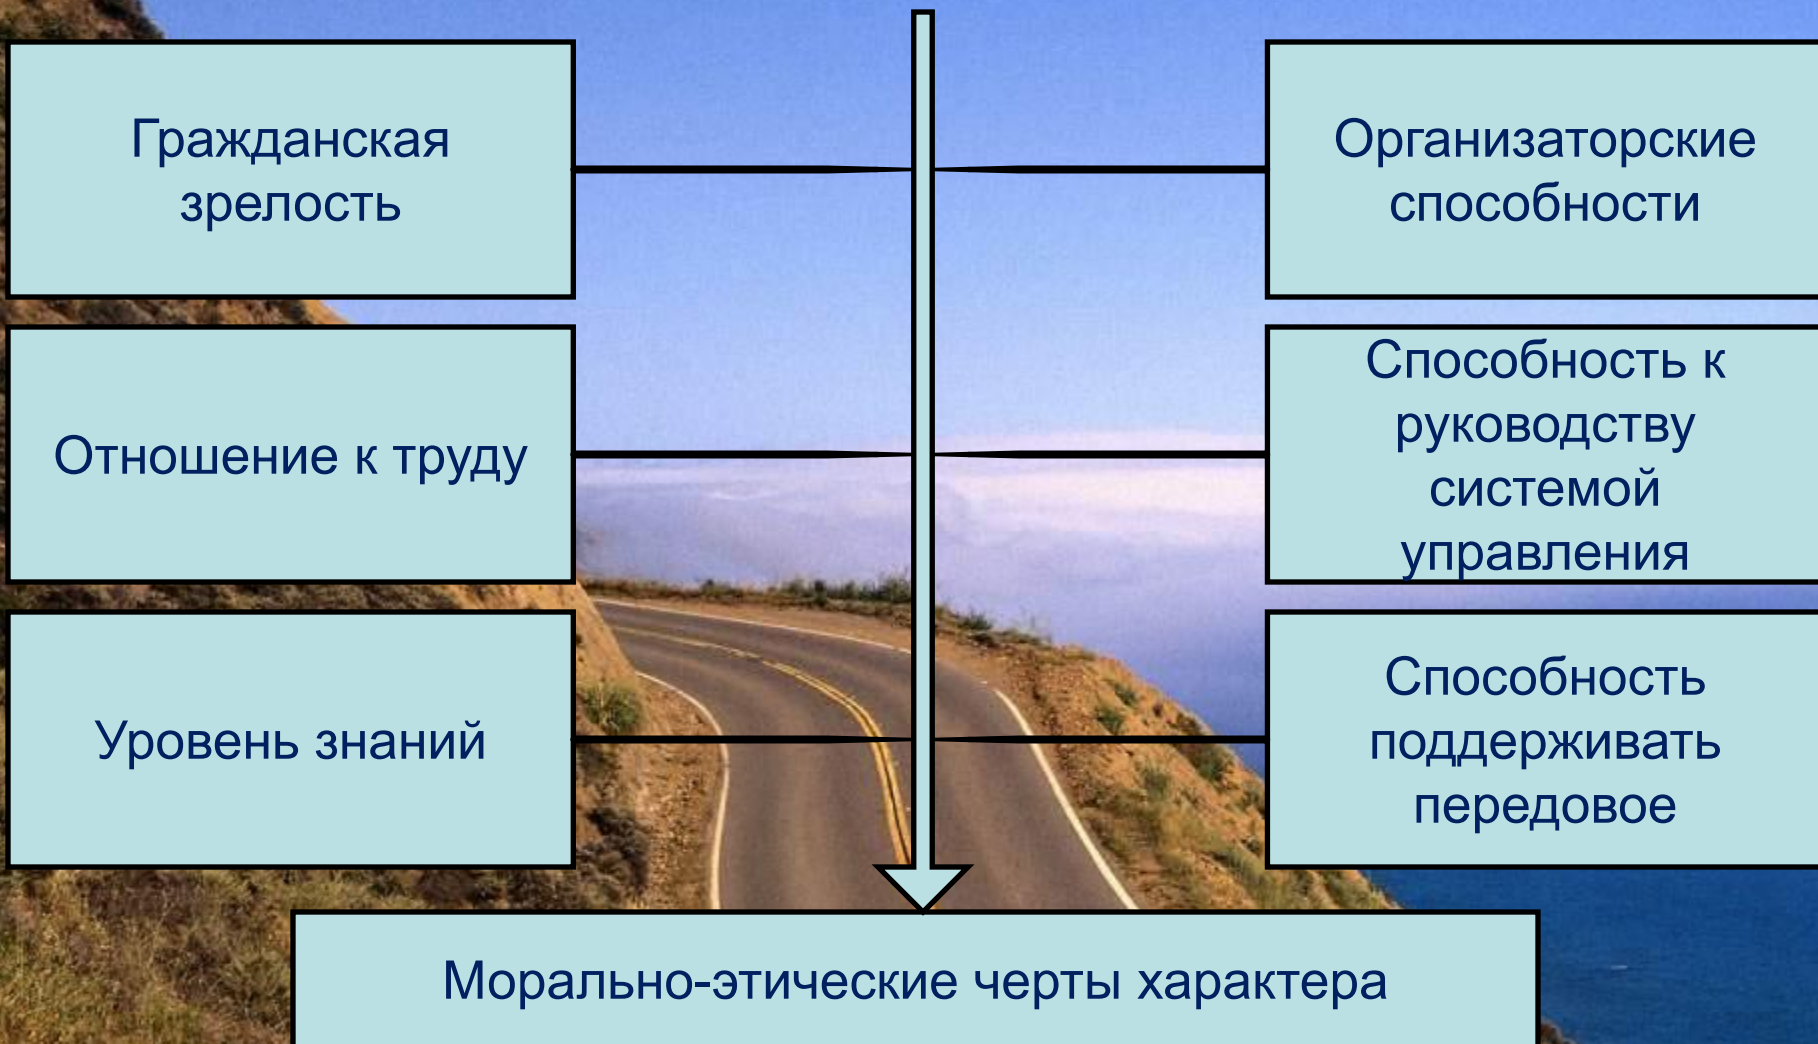 Гражданская
зрелость
Организаторские
способности
Отношение к труду
Способность к
руководству
системой
управления
Уровень знаний
Способность
поддерживать
передовое
Морально-этические черты характера